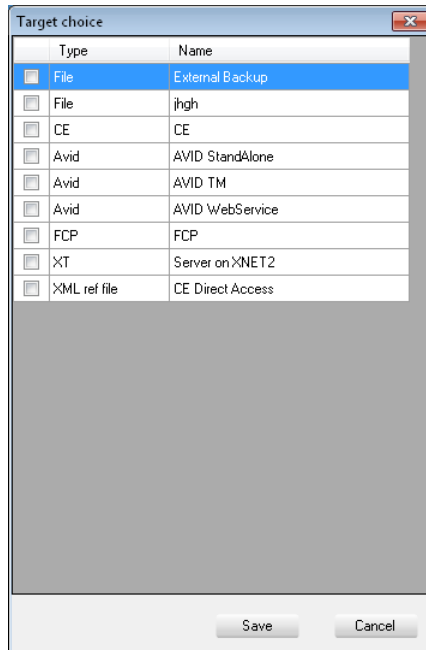 Target choice
Type Name
File External Backup
File jhgh
CE CE
Avid AVID StandAlone
Avid AVID TM
Avid AVID WebService
FCP FCP
XT Server on XNET2
XML ref file CE Direct Access
Save Cancel